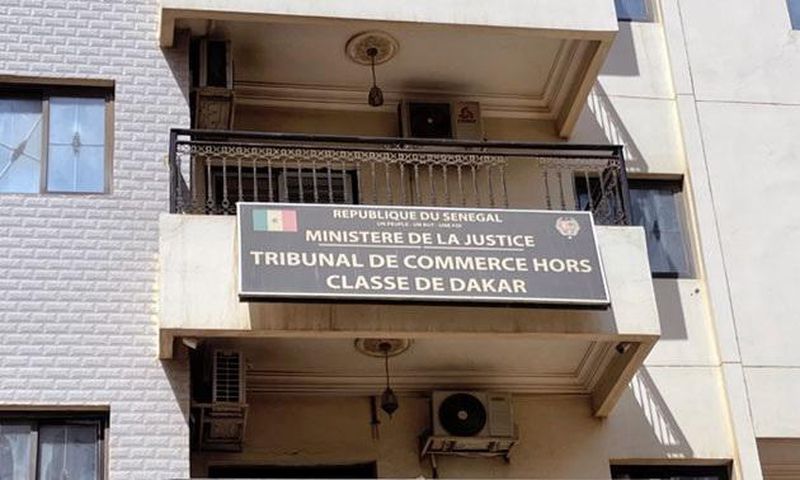 REPUBLIQUE DU SENEGAL
UN PEUPLE - UN BUT - UNE FOI
MINISTERE DE LA JUSTICE
TRIBUNAL DE COMMERCE HORS
CLASSE DE DAKAR